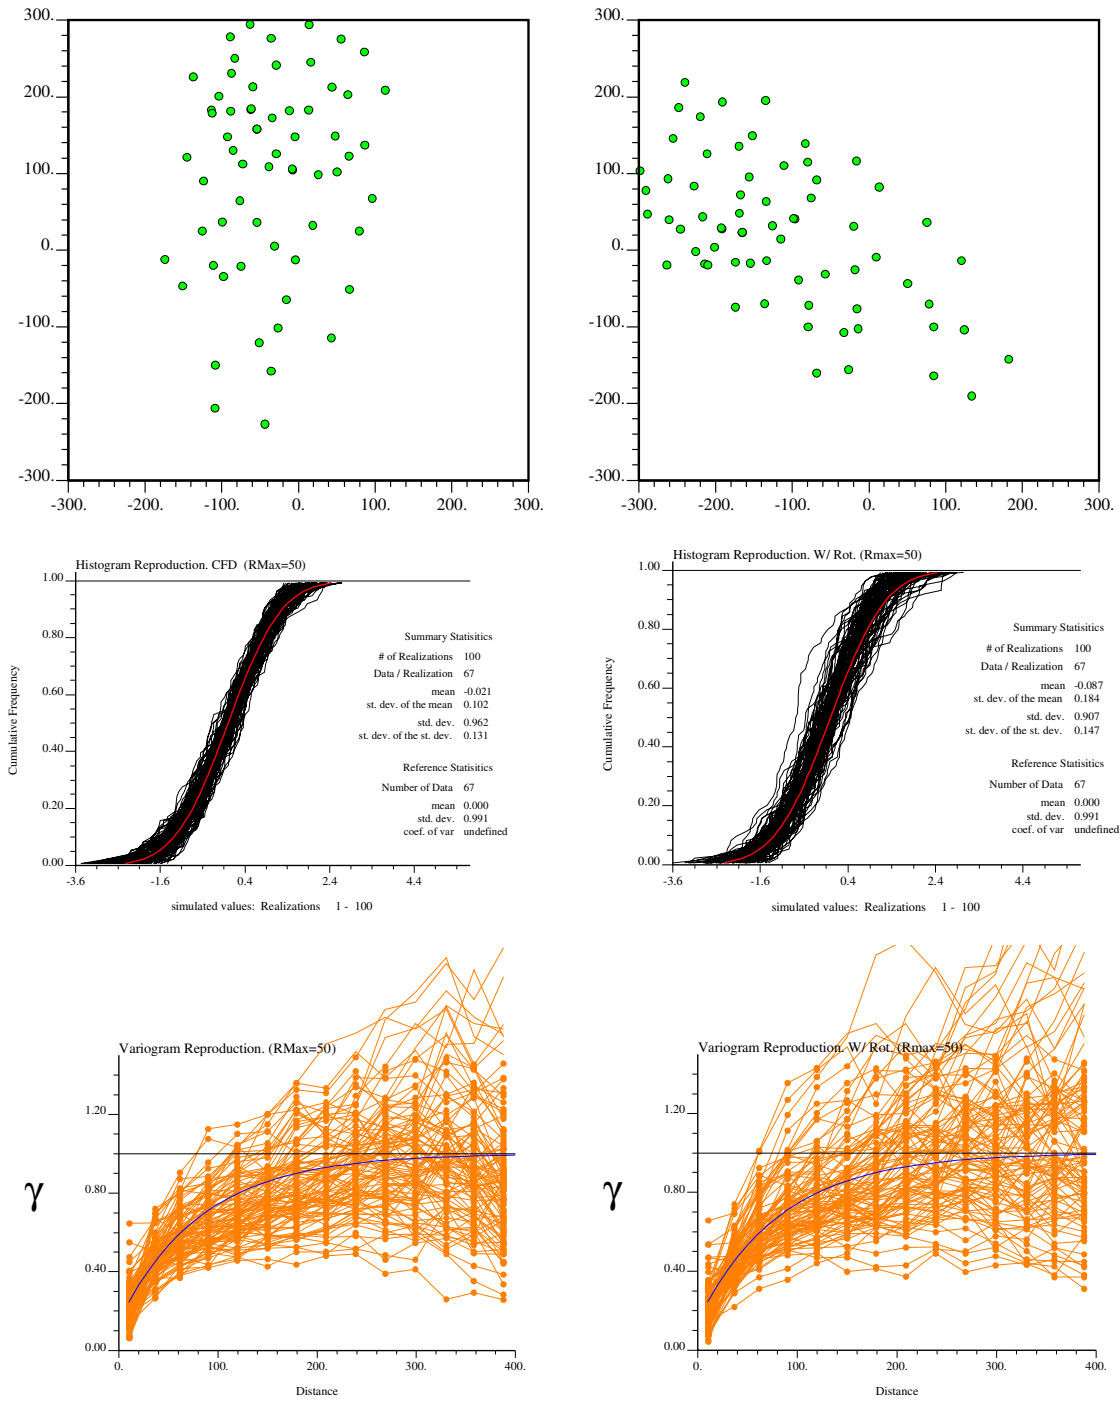 300.
200.
100.
0.
-100.
-200.
-300.
-300. -200. -100. 0. 100. 200. 300.
300.
200.
100.
0.
-100.
-200.
-300.
-300. -200. -100. 0. 100. 200. 300.
Histogram Reproduction. CFD (RMax=50)
Cumulative Frequency
1.00
0.80
0.60
0.40
0.20
0.00
-3.6 -1.6 0.4 2.4 4.4
simulated values: Realizations 1 - 100
Summary Statisitics
# of Realizations 100
Data / Realization 67
mean -0.021
st. dev. of the mean 0.102
std. dev. 0.962
st. dev. of the st. dev. 0.131
Reference Statisitics
Number of Data 67
mean 0.000
std. dev. 0.991
coef. of var undefined
Histogram Reproduction. W/ Rot. (Rmax=50)
Cumulative Frequency
1.00
0.80
0.60
0.40
0.20
0.00
-3.6 -1.6 0.4 2.4 4.4
simulated values: Realizations 1 - 100
Summary Statisitics
# of Realizations 100
Data / Realization 67
mean -0.087
st. dev. of the mean 0.184
std. dev. 0.907
st. dev. of the st. dev. 0.147
Reference Statisitics
Number of Data 67
mean 0.000
std. dev. 0.991
coef. of var undefined
Variogram Reproduction. (RMax=50)
γ
1.20
0.80
0.40
0.00
0. 100. 200. 300. 400.
Distance
Variogram Reproduction. W/ Rot. (Rmax=50)
γ
1.20
0.80
0.40
0.00
0. 100. 200. 300. 400.
Distance